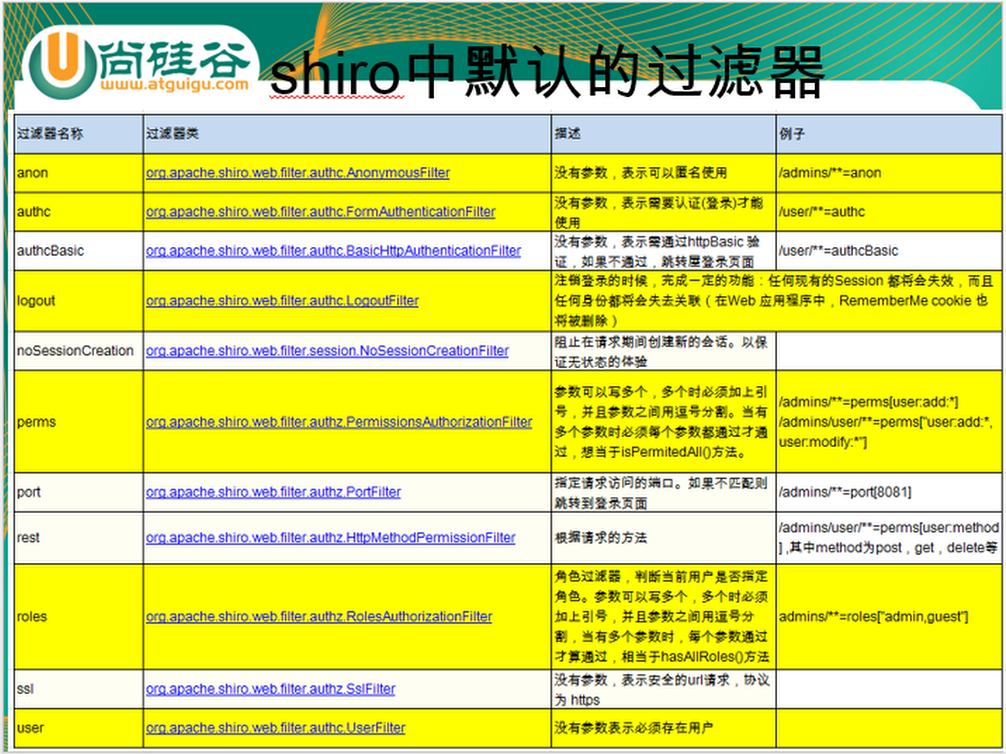 尚硅谷
www.atguigu.com
shiro中默认的过滤器
过滤器名称 过滤器类 描述 例子
anon org.apache.shiro.web.filter.authc.AnonymousFilter 没有参数，表示可以匿名使用 /admins/**=anon
authc org.apache.shiro.web.filter.authc.FormAuthenticationFilter 没有参数，表示需要认证(登录)才能
使用 /user/**=authc
authcBasic org.apache.shiro.web.filter.authc.BasicHttpAuthenticationFilter 没有参数，表示需通过httpBasic 验
证，如果不通过，跳转屋登录页面 /user/**=authcBasic
logout org.apache.shiro.web.filter.authc.LogoutFilter 注销登录的时候，完成一定的功能：任何现有的Session 都将会失效，而且
任何身份都将会失去关联（在Web 应用程序中，RememberMe cookie 也
将被删除）
noSessionCreation org.apache.shiro.web.filter.session.NoSessionCreationFilter 阻止在请求期间创建新的会话。以保
证无状态的体验
perms org.apache.shiro.web.filter.authz.PermissionsAuthorizationFilter 参数可以写多个，多个时必须加上引
号，并且参数之间用逗号分割。当有
多个参数时必须每个参数都通过才通
过，想当于isPermitedAll()方法。
/admins/**=perms[user:add:*]
/admins/user/**=perms["user:add:*,
user:modify:*"]
port org.apache.shiro.web.filter.authz.PortFilter 指定请求访问的端口。如果不匹配则
跳转到登录页面 /admins/**=port[8081]
rest org.apache.shiro.web.filter.authz.HttpMethodPermissionFilter 根据请求的方法 /admins/user/**=perms[user:method
] ,其中method为post，get，delete等
roles org.apache.shiro.web.filter.authz.RolesAuthorizationFilter 角色过滤器，判断当前用户是否指定
角色。参数可以写多个，多个时必须
加上引号，并且参数之间用逗号分
割，当有多个参数时，每个参数通过
才算通过，相当于hasAllRoles()方法
admins/**=roles["admin,guest"]
ssl org.apache.shiro.web.filter.authz.SslFilter 没有参数，表示安全的url请求，协议
为 https
user org.apache.shiro.web.filter.authc.UserFilter 没有参数表示必须存在用户